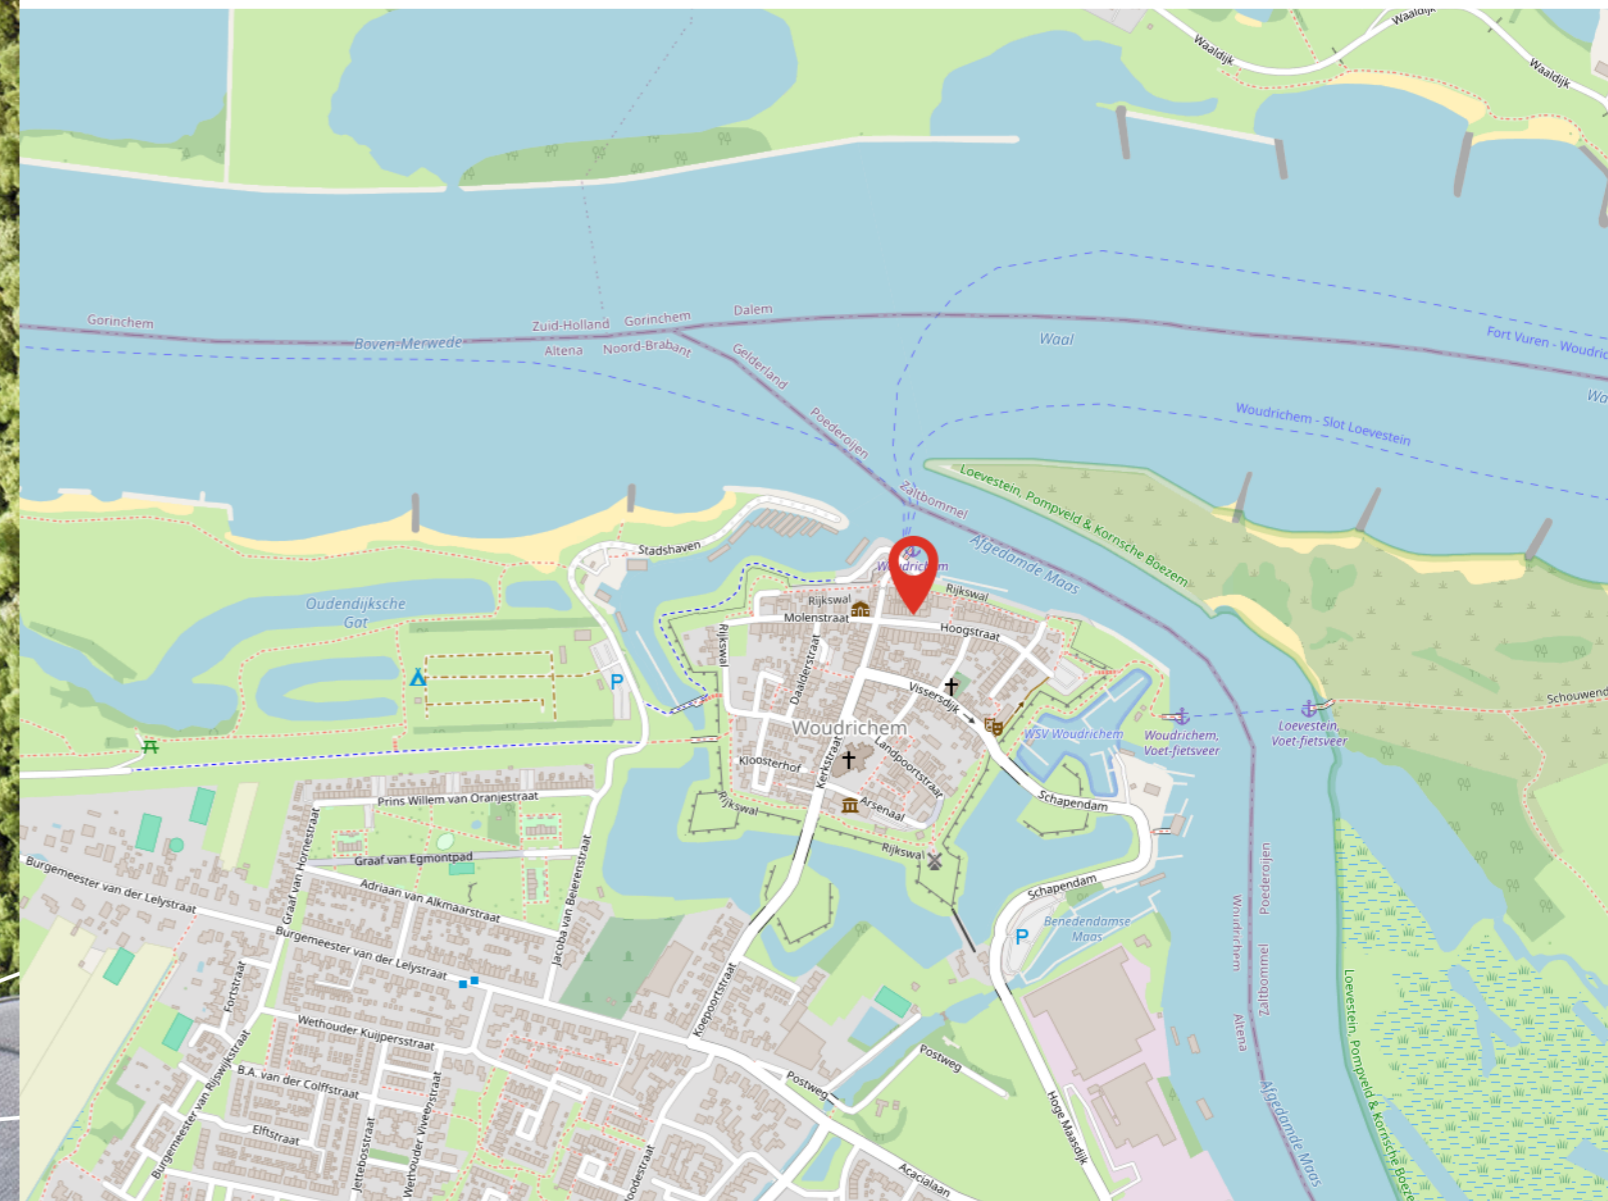 Waaldijk
Waaldijk
Waaldijk
Gorinchem
Boven-Merwede
Zuid-Holland
Gorinchem
Dalem
Altena
Noord-Brabant
Gelderland
Poederoijen
Zaltbommel
Waal
Fort Vuren - Woudric
Wa
Woudrichem - Slot Loevestein
Loevestein, Pompveld & Kornsche Boezem
Afgedamde Maas
Stadshaven
Woudrichem
Rijkswal
Rijkswal
Molenstraat
Hoogstraat
Oudendijksche
Gat
Rijkswal
Daalderstraat
P
Vissersdijk
Woudrichem
WSV Woudrichem
Woudrichem,
Voet-fietsveer
Loevestein,
Voet-fietsveer
Schouwend
Kloosterhof
Kerkstraat
Landpoortstraat
Arsenaal
Rijkswal
Rijkswal
Schapendam
Schapendam
Prins Willem van Oranjestraat
Graaf van Hornestraat
Graaf van Egmontpad
Adriaan van Alkmaarstraat
Jacoba van Beierenstraat
Burgemeester van der Lelystraat
Burgemeester van der Lelystraat
Benedendamse
Maas
P
Woudrichem
Poederoijen
Altena
Zaltbommel
Fortstraat
Koepoortstraat
Wethouder Kuijpersstraat
Burgemeester van Rijswijkstraat
B.A. van der Colffstraat
Elftstraat
Jettebosstraat
Wethouder Viveenstraat
Postweg
Postweg
Hoge Maasdijk
Acacialaan
oodestraat
Afgedamde Maas
Loevestein, Pompveld & Kornsche Boeze